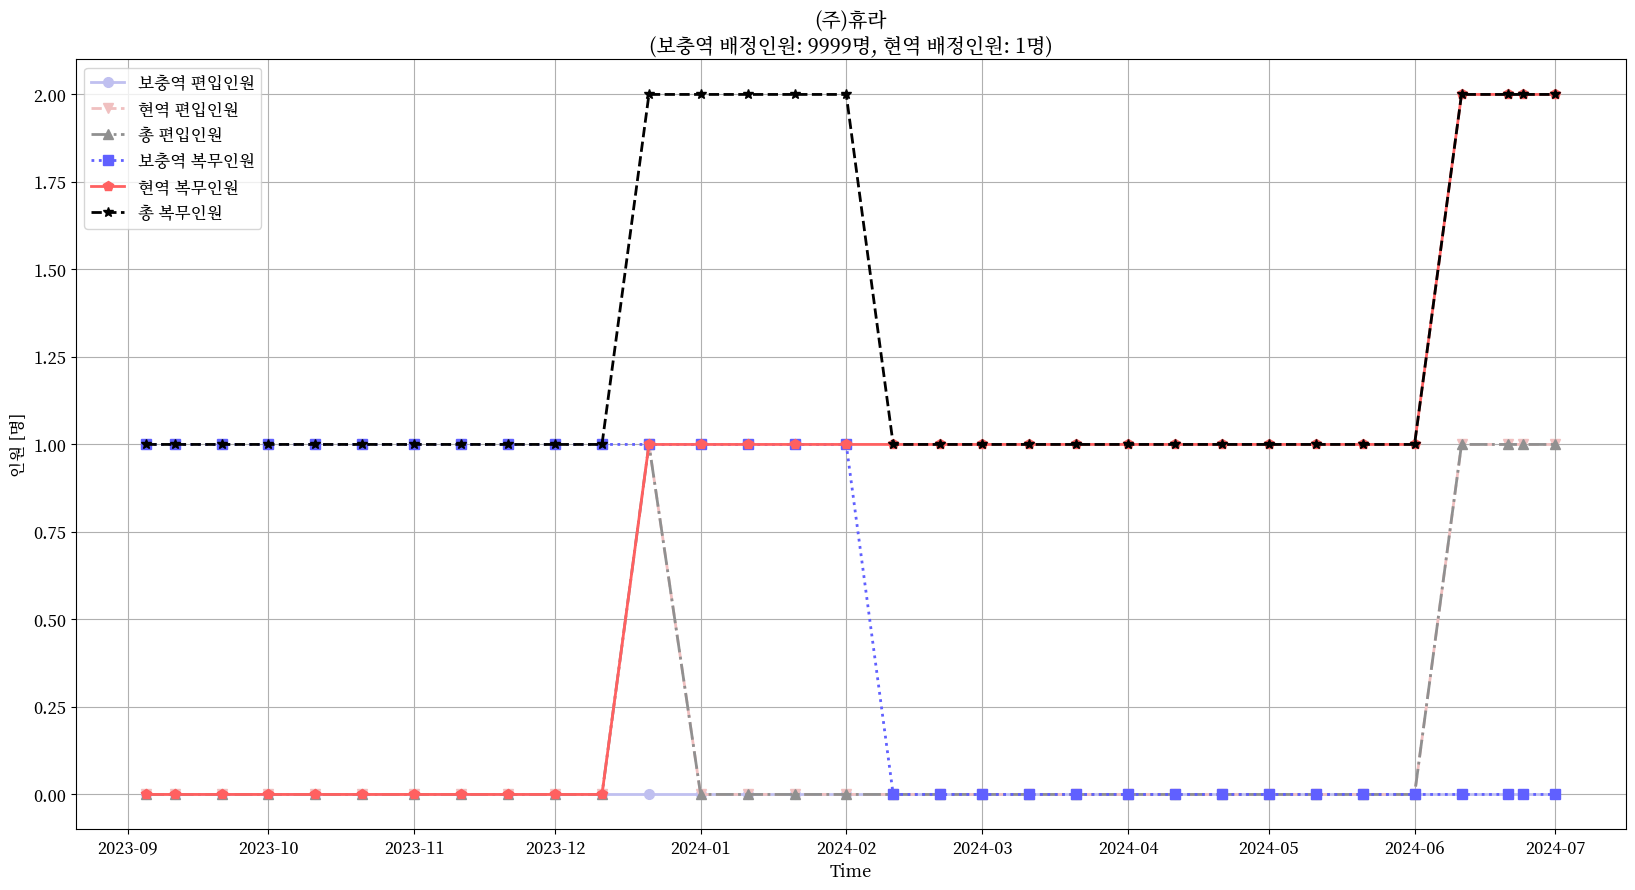 (주)휴라
(보충역 배정인원: 9999명, 현역 배정인원: 1명)
보충역 편입인원
현역 편입인원
총 편입인원
보충역 복무인원
현역 복무인원
총 복무인원
인원 [명]
2.00
1.75
1.50
1.25
1.00
0.75
0.50
0.25
0.00
2023-09 2023-10 2023-11 2023-12 2024-01 2024-02 2024-03 2024-04 2024-05 2024-06 2024-07
Time